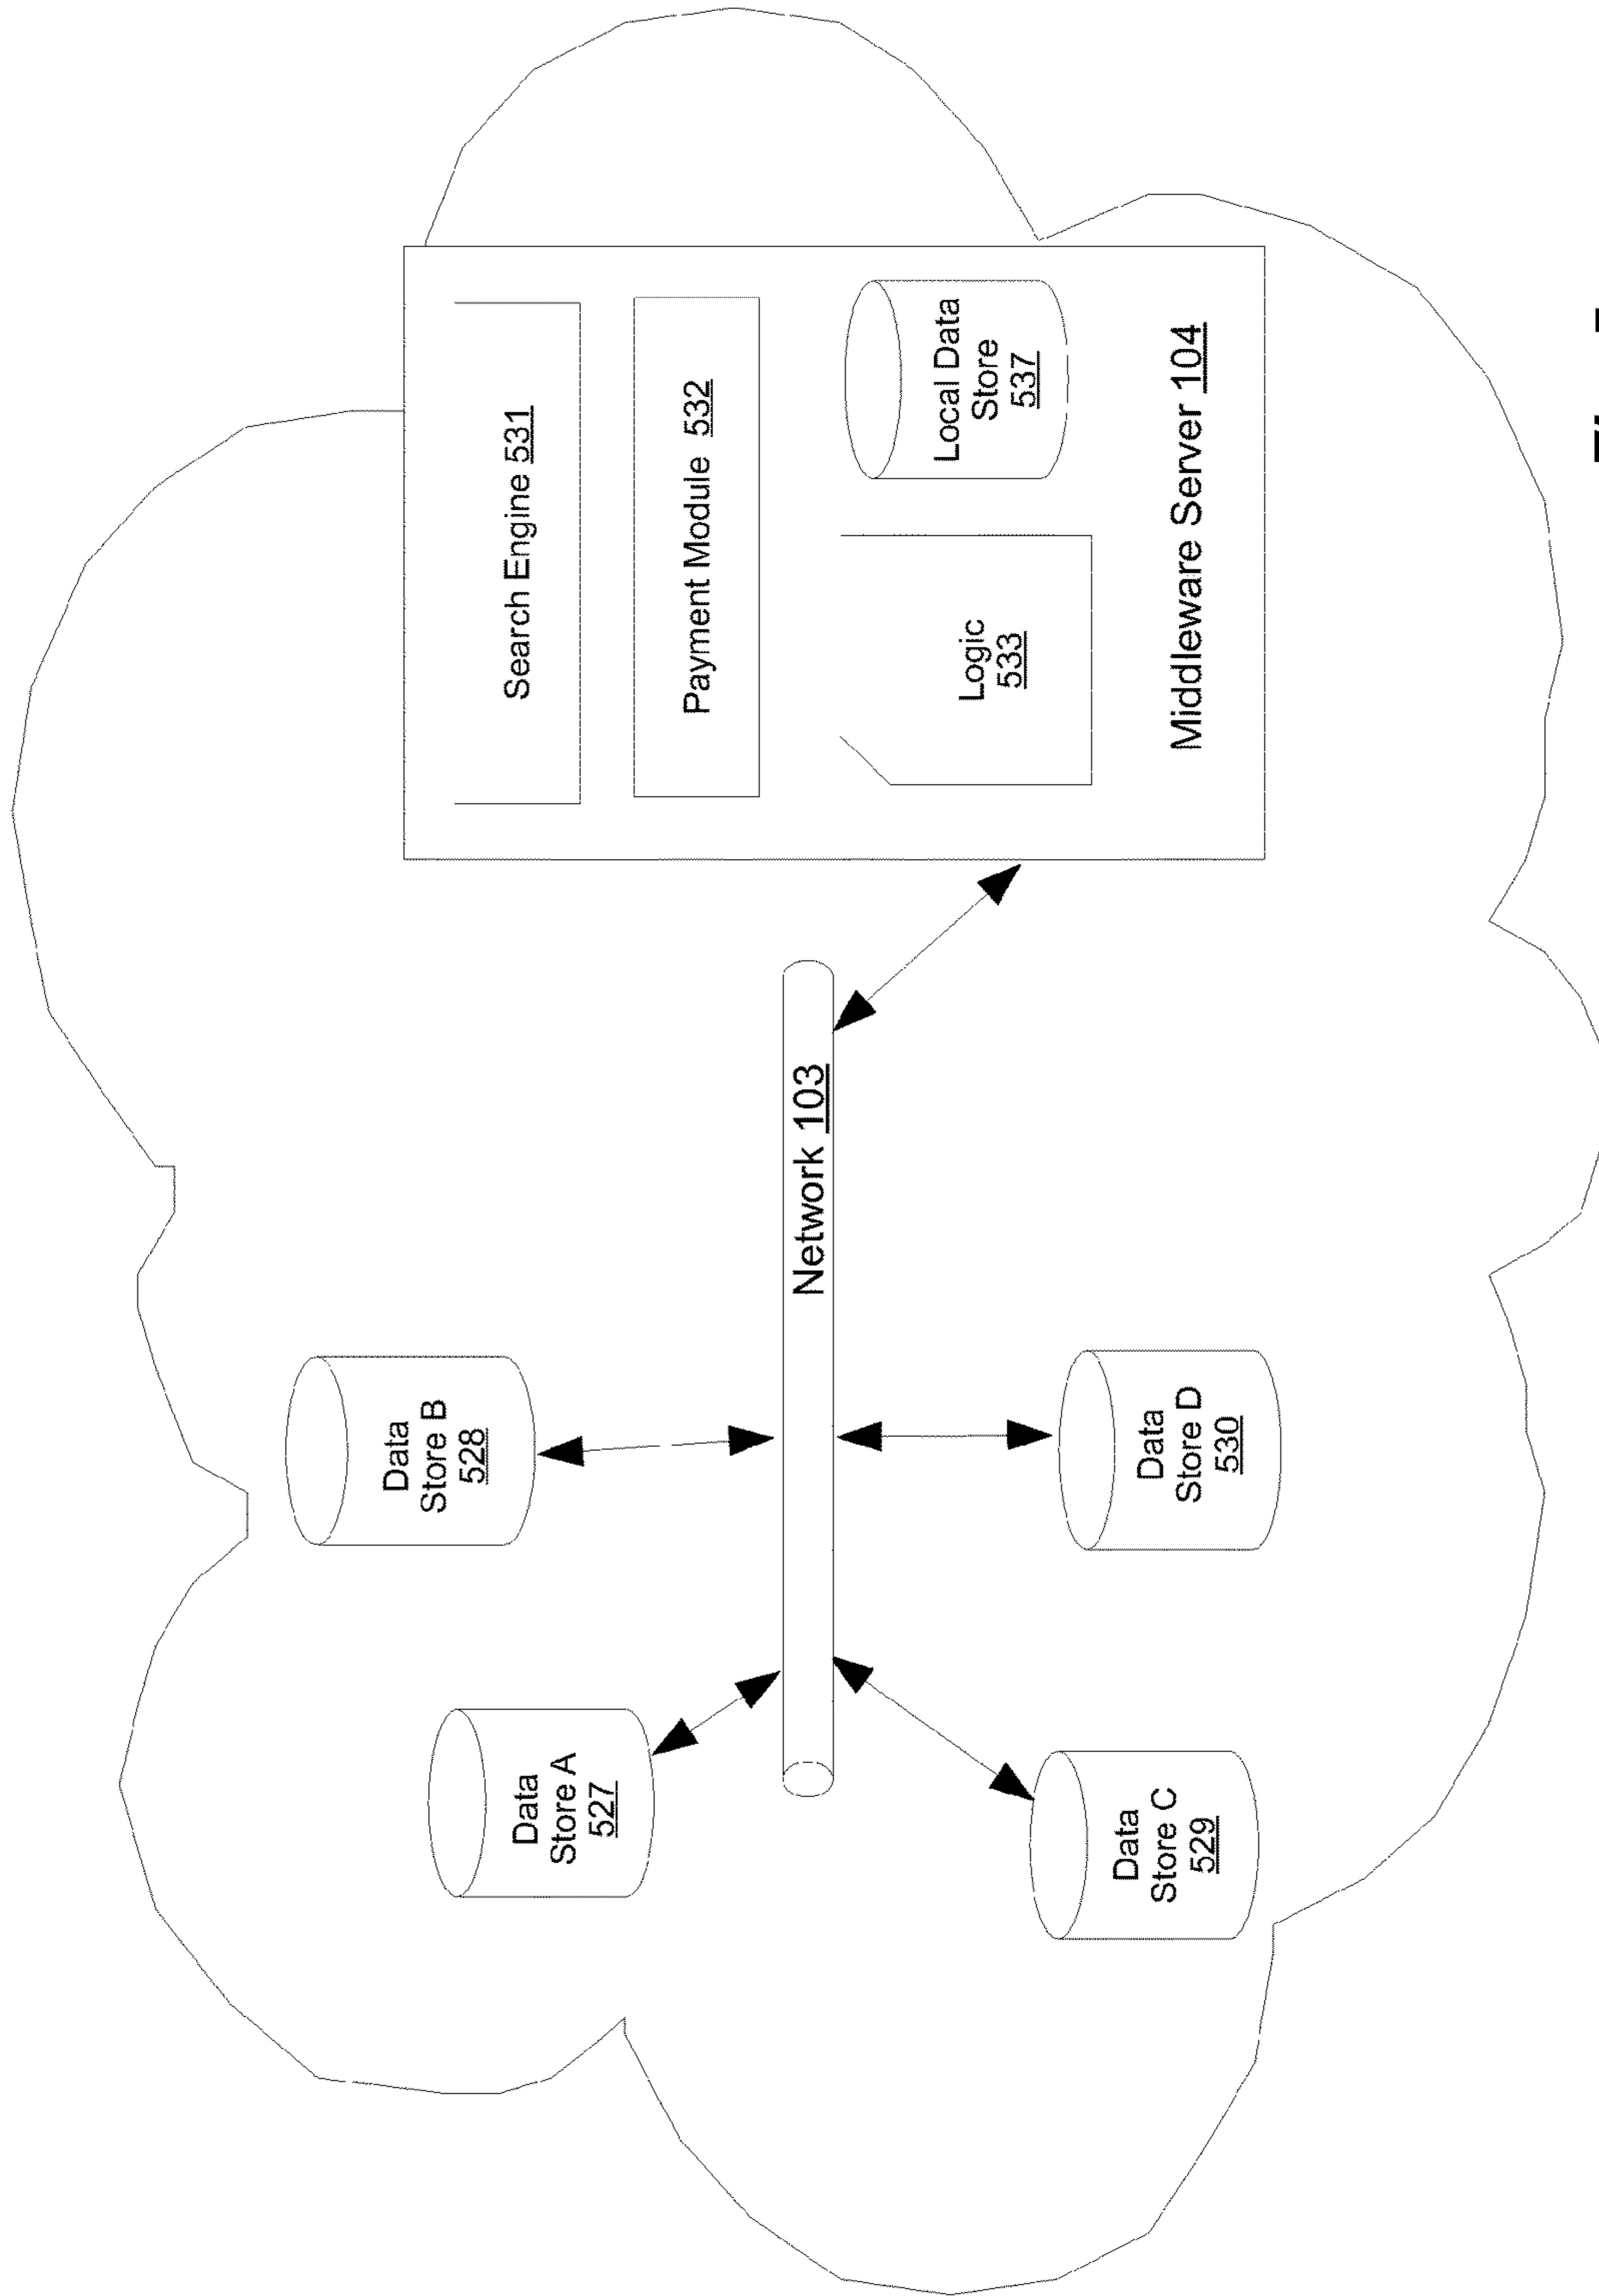 Data
Store B
528
Data
Store A
527
Search Engine 531
Payment Module 532
Network 103
Logic
533
Local Data
Store
537
Data
Store D
530
Data
Store C
529
Middleware Server 104